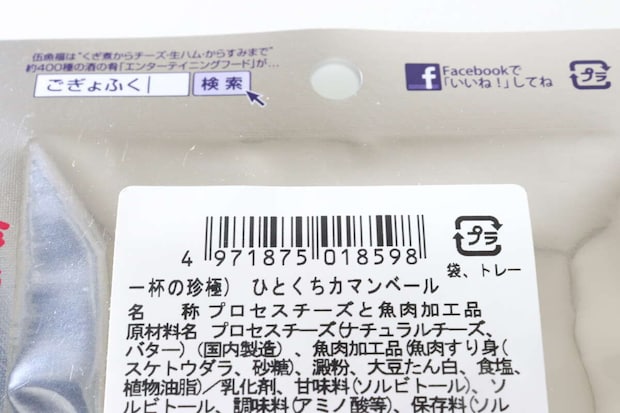 伍魚福は"くぎ煮からチーズ・生ハム・からすみまで"
約400種の酒の肴「エンターテイニングフード」が…
ごぎょふく 検索
f Facebookで
「いいね!」してね
プラ
4 971875 018598
プラ
袋、トレー
一杯の珍極) ひとくちカマンベール
名 称 プロセスチーズと魚肉加工品
原材料名 プロセスチーズ(ナチュラルチーズ、
バター)(国内製造)、魚肉加工品(魚肉すり身(
スケトウダラ、砂糖)、澱粉、大豆たん白、食塩、
植物油脂)/乳化剤、甘味料(ソルビトール)、ソ
ルビトール、調味料(アミノ酸等)、保存料(ソル